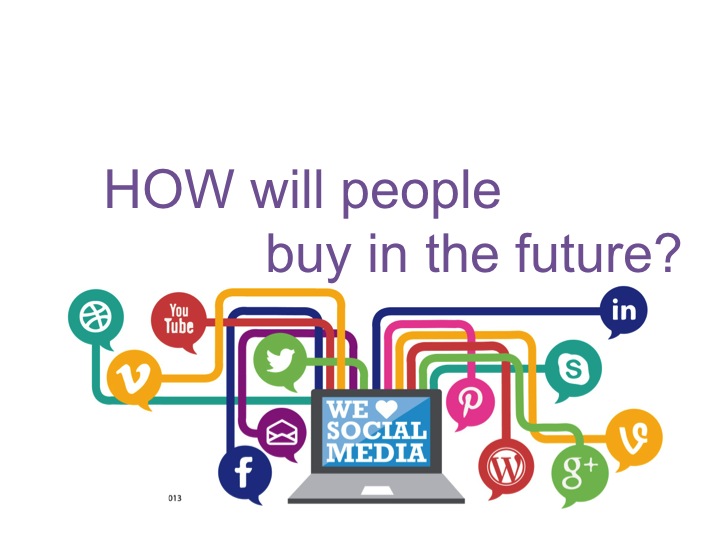 HOW will people
buy in the future?
You
Tube
in
S
WE
SOCIAL
MEDIA
f
W
g+
013